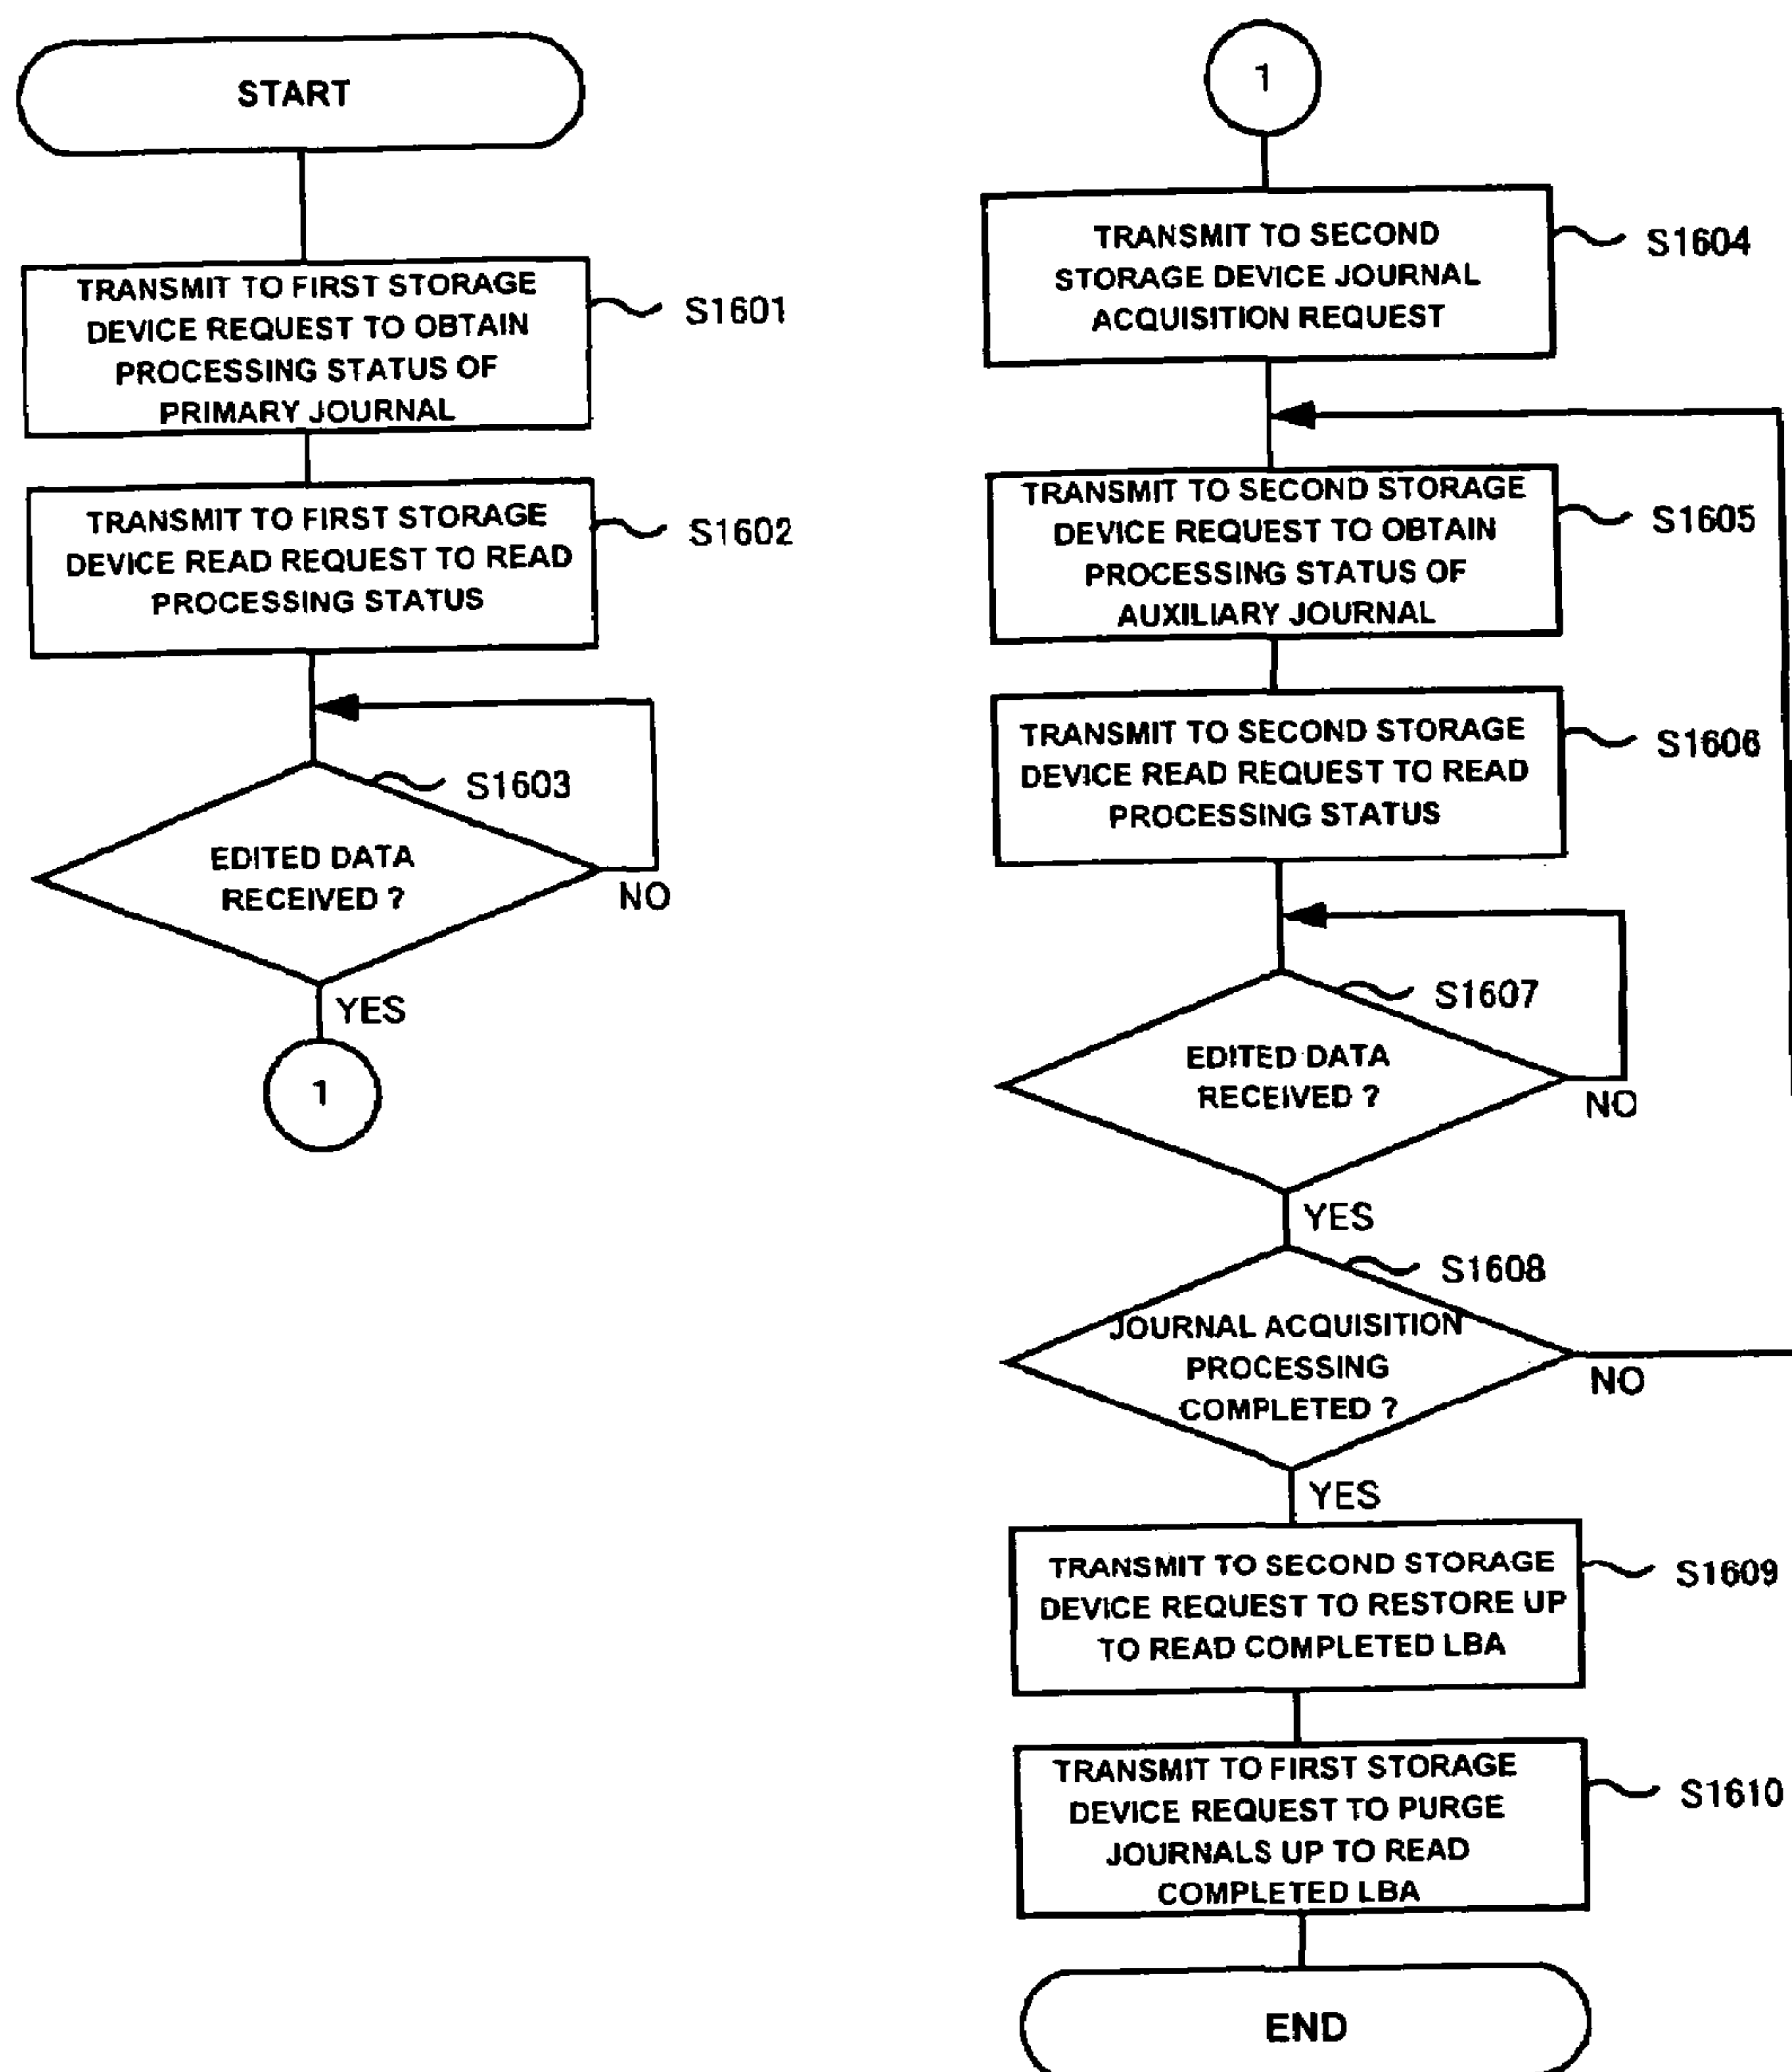 START
TRANSMIT TO FIRST STORAGE
DEVICE REQUEST TO OBTAIN
PROCESSING STATUS OF
PRIMARY JOURNAL
S1601
TRANSMIT TO FIRST STORAGE
DEVICE READ REQUEST TO READ
PROCESSING STATUS
S1602
S1603
EDITED DATA
RECEIVED ?
NO
YES
1
1
TRANSMIT TO SECOND
STORAGE DEVICE JOURNAL
ACQUISITION REQUEST
S1604
TRANSMIT TO SECOND STORAGE
DEVICE REQUEST TO OBTAIN
PROCESSING STATUS OF
AUXILIARY JOURNAL
S1605
TRANSMIT TO SECOND STORAGE
DEVICE READ REQUEST TO READ
PROCESSING STATUS
S1606
S1607
EDITED DATA
RECEIVED ?
NO
YES
S1608
JOURNAL ACQUISITION
PROCESSING
COMPLETED ?
NO
YES
TRANSMIT TO SECOND STORAGE
DEVICE REQUEST TO RESTORE UP
TO READ COMPLETED LBA
S1609
TRANSMIT TO FIRST STORAGE
DEVICE REQUEST TO PURGE
JOURNALS UP TO READ
COMPLETED LBA
S1610
END